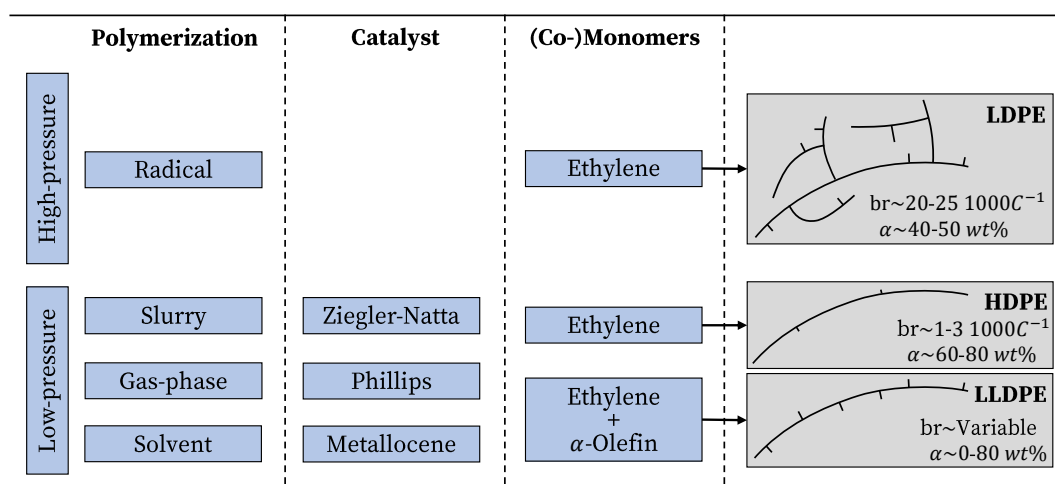 Polymerization
Catalyst
(Co-)Monomers
High-pressure
Radical
Ethylene
LDPE
br~20-25 1000C⁻¹
α~40-50 wt%
Low-pressure
Slurry
Ziegler-Natta
Ethylene
HDPE
br~1-3 1000C⁻¹
α~60-80 wt%
Gas-phase
Phillips
Ethylene
+
α-Olefin
LLDPE
br~Variable
α~0-80 wt%
Solvent
Metallocene